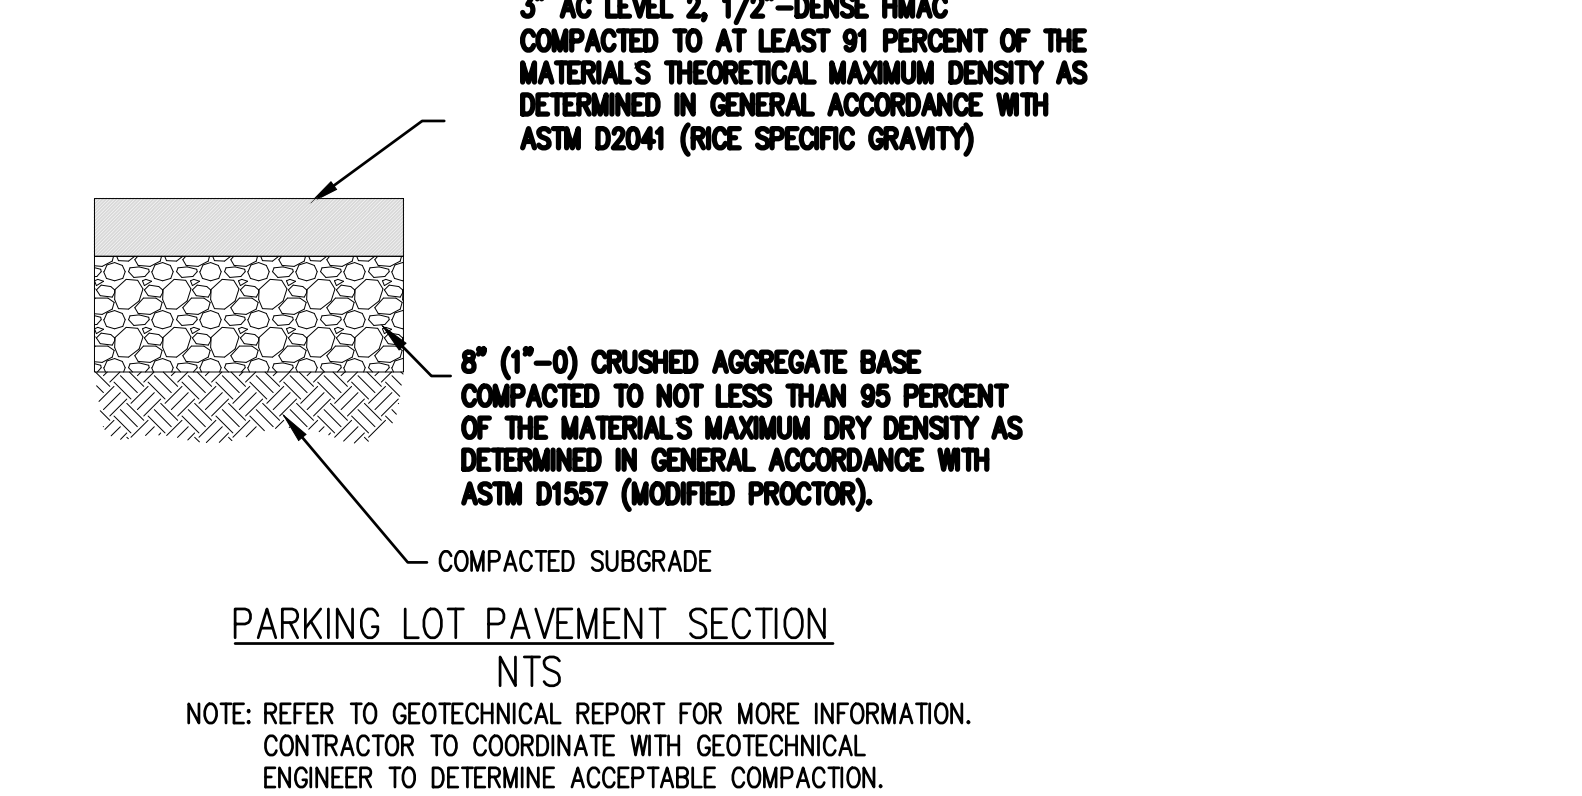 3" AC LEVEL 2, 1/2"-DENSE HMAC
COMPACTED TO AT LEAST 91 PERCENT OF THE
MATERIALS THEORETICAL MAXIMUM DENSITY AS
DETERMINED IN GENERAL ACCORDANCE WITH
ASTM D2041 (RICE SPECIFIC GRAVITY)
8" (1"-0) CRUSHED AGGREGATE BASE
COMPACTED TO NOT LESS THAN 95 PERCENT
OF THE MATERIALS MAXIMUM DRY DENSITY AS
DETERMINED IN GENERAL ACCORDANCE WITH
ASTM D1557 (MODIFIED PROCTOR).
COMPACTED SUBGRADE
PARKING LOT PAVEMENT SECTION
NTS
NOTE: REFER TO GEOTECHNICAL REPORT FOR MORE INFORMATION.
CONTRACTOR TO COORDINATE WITH GEOTECHNICAL
ENGINEER TO DETERMINE ACCEPTABLE COMPACTION.